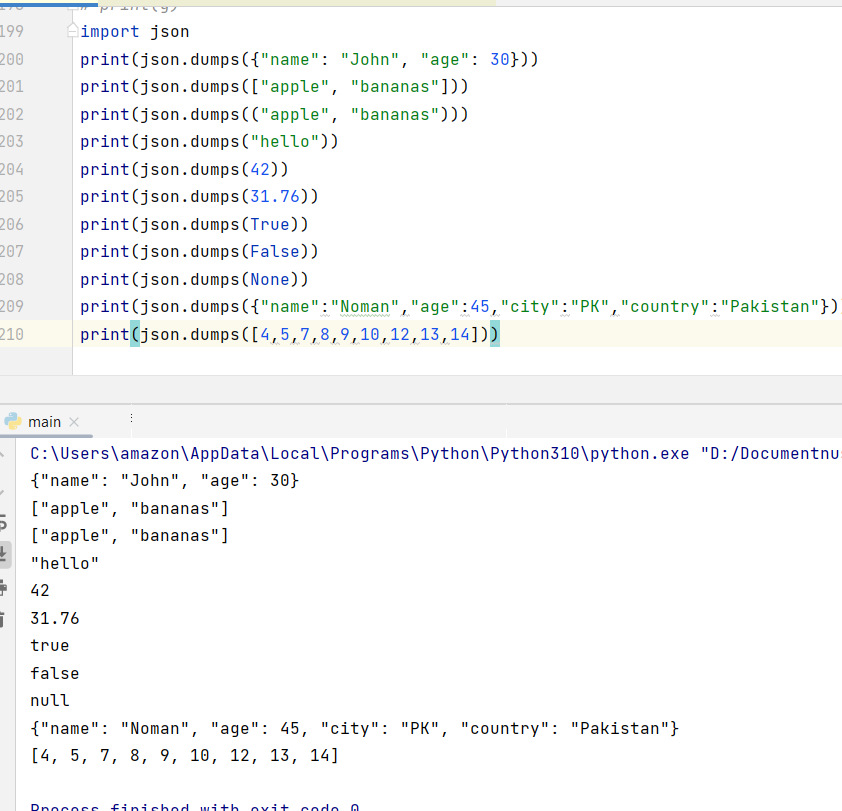 # print(g)
199 import json
200 print(json.dumps({"name": "John", "age": 30}))
201 print(json.dumps(["apple", "bananas"]))
202 print(json.dumps(("apple", "bananas")))
203 print(json.dumps("hello"))
204 print(json.dumps(42))
205 print(json.dumps(31.76))
206 print(json.dumps(True))
207 print(json.dumps(False))
208 print(json.dumps(None))
209 print(json.dumps({"name":"Noman","age":45,"city":"PK","country":"Pakistan"})
210 print(json.dumps([4,5,7,8,9,10,12,13,14]))
main
C:\Users\amazon\AppData\Local\Programs\Python\Python310\python.exe "D:/Documentnus
{"name": "John", "age": 30}
["apple", "bananas"]
["apple", "bananas"]
"hello"
42
31.76
true
false
null
{"name": "Noman", "age": 45, "city": "PK", "country": "Pakistan"}
[4, 5, 7, 8, 9, 10, 12, 13, 14]
Process finished with exit code 0